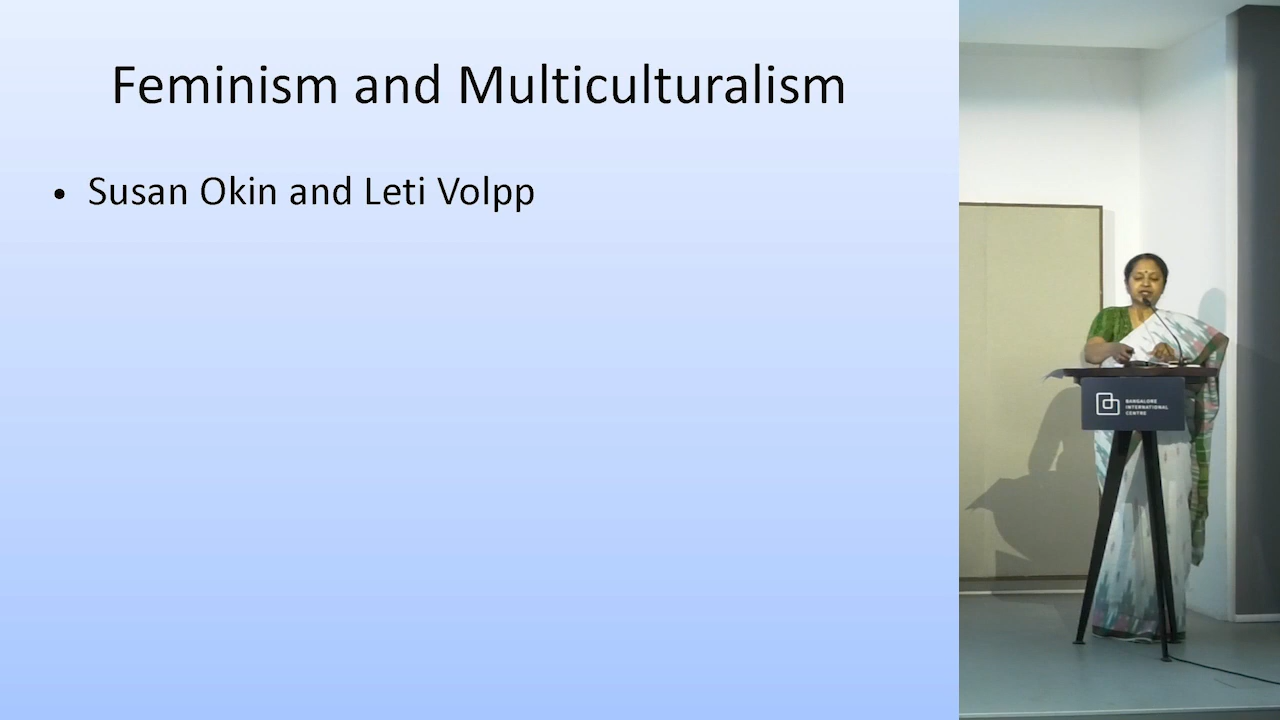 Feminism and Multiculturalism
• Susan Okin and Leti Volpp
BANGALORE
INTERNATIONAL
CENTRE